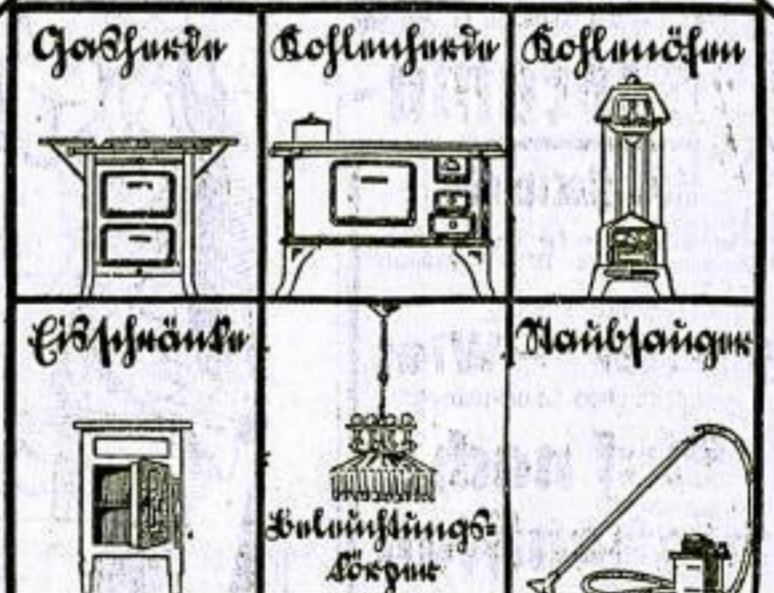 Gasherde
Kohlenherde
Kohlenöfen
Eisschränke
Staubsauger
Beleuchtungs=
körper